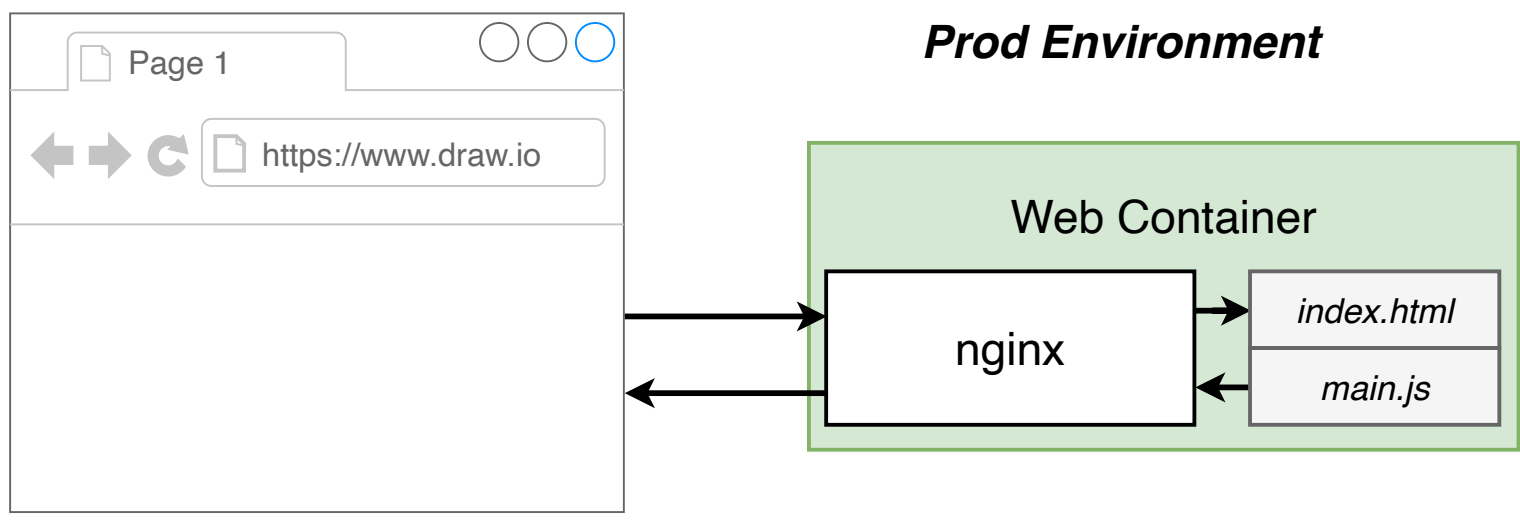 Prod Environment
Page 1
https://www.draw.io
Web Container
nginx
index.html
main.js